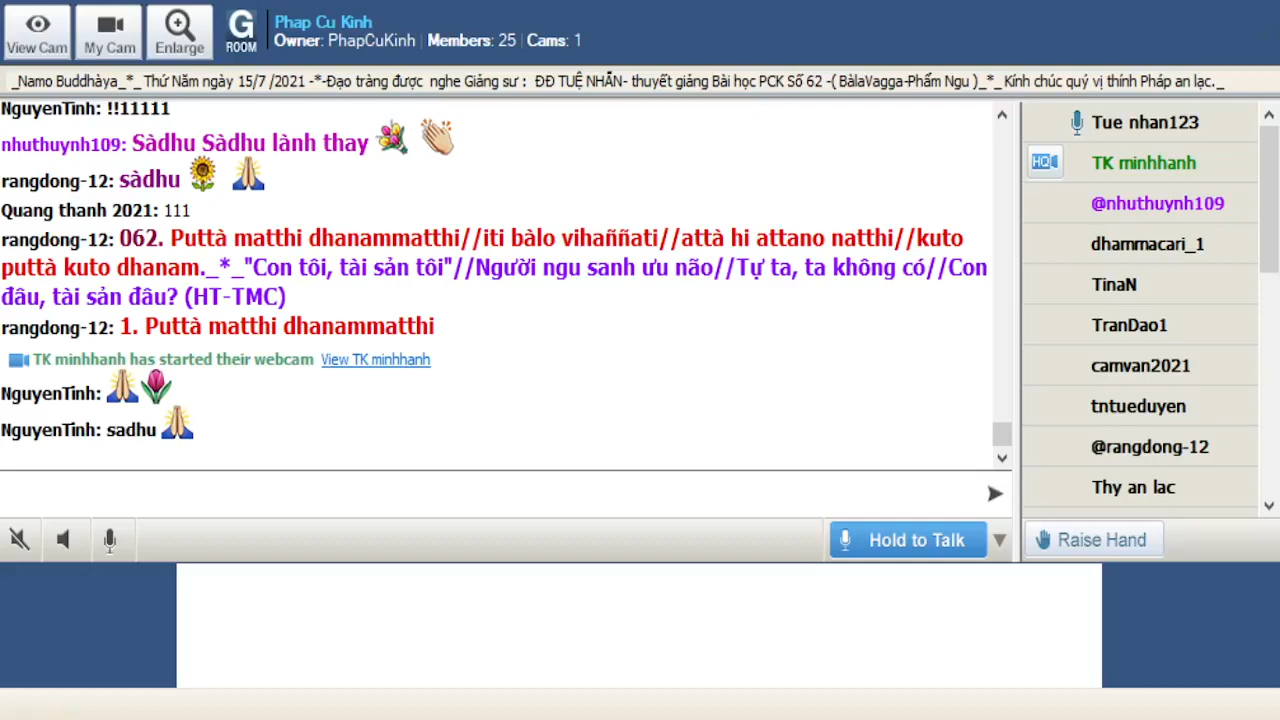 View Cam
My Cam
Enlarge
G
ROOM
Phap Cu Kinh
Owner: PhapCuKinh | Members: 25 | Cams: 1
_Namo Buddhàya_*_ Thứ Năm ngày 15/7 /2021 -*-Đạo tràng được nghe Giảng sư : ĐĐ TUỆ NHẪN- thuyết giảng Bài học PCK Số 62 -( BàlaVagga-Phẩm Ngu )_*_ Kính chúc quý vị thính Pháp an lạc._
NguyenTinh: !!11111
nhuthuynh109: Sàdhu Sàdhu lành thay
rangdong-12: sàdhu
Quang thanh 2021: 111
rangdong-12: 062. Puttà matthi dhanammatthi//iti bàlo vihaññati//attà hi attano natthi//kuto
puttà kuto dhanam._*_"Con tôi, tài sản tôi"//Người ngu sanh ưu não//Tự ta, ta không có//Con
đâu, tài sản đâu? (HT-TMC)
rangdong-12: 1. Puttà matthi dhanammatthi
TK minhhanh has started their webcam View TK minhhanh
NguyenTinh:
NguyenTinh: sadhu
Tue nhan123
HQ
TK minhhanh
@nhuthuynh109
dhammacari_1
TinaN
TranDao1
camvan2021
tntueduyen
@rangdong-12
Thy an lac
Hold to Talk
Raise Hand